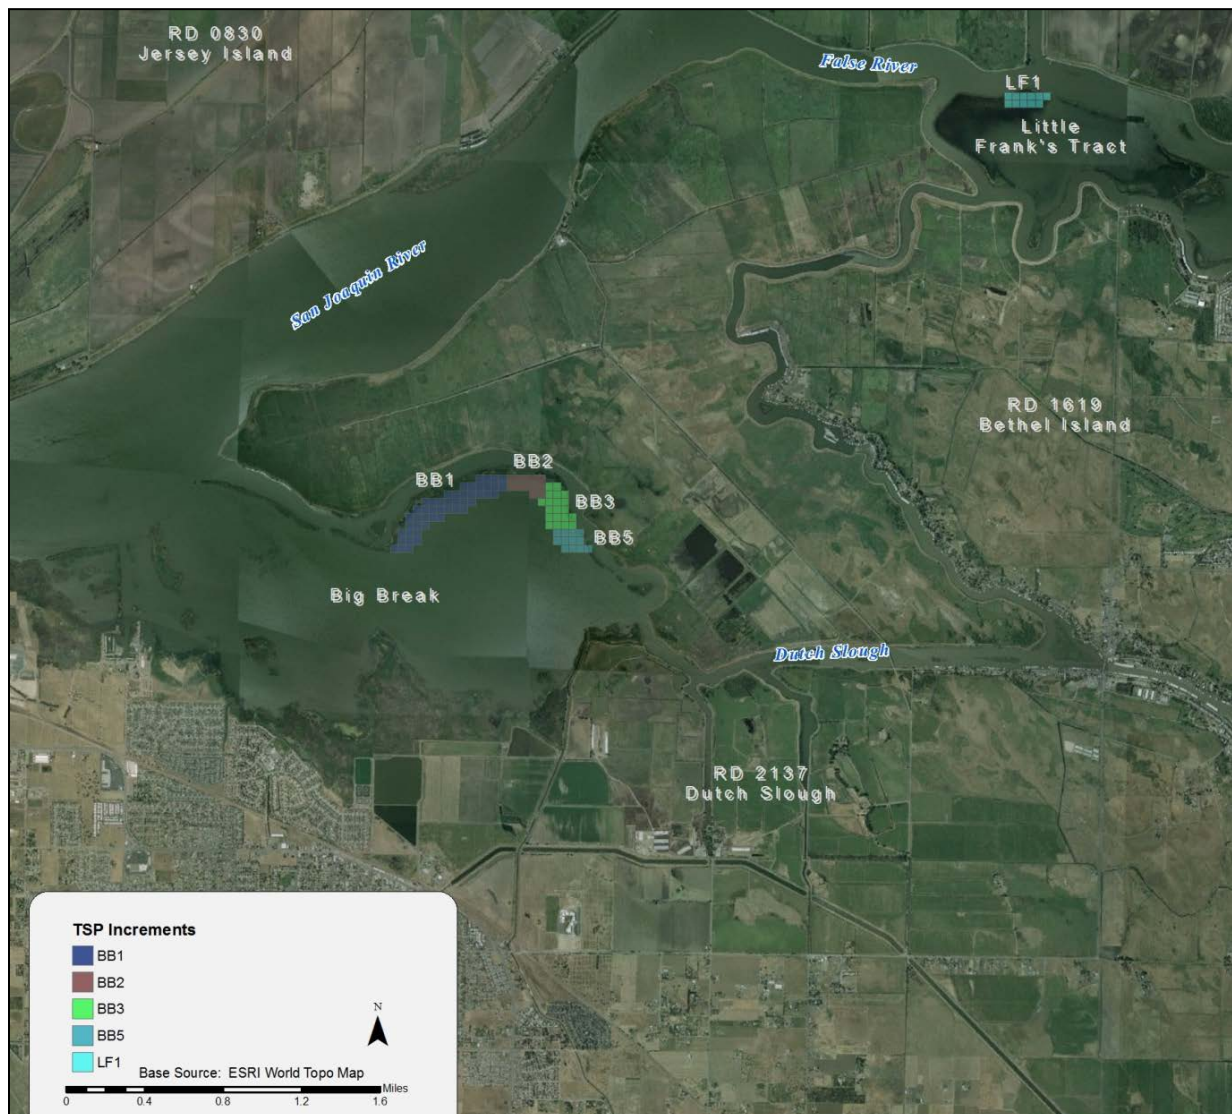 RD 0830
Jersey Island
False River
LF1
Little
Frank's Tract
San Joaquin River
RD 1619
Bethel Island
BB1
BB2
BB3
BB5
Big Break
Dutch Slough
RD 2137
Dutch Slough
TSP Increments
BB1
BB2
BB3
BB5
LF1
N
Base Source: ESRI World Topo Map
Miles
0 0.4 0.8 1.2 1.6